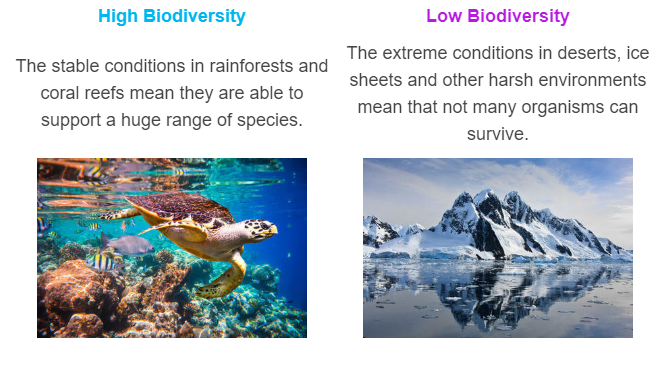 High Biodiversity
The stable conditions in rainforests and
coral reefs mean they are able to
support a huge range of species.
Low Biodiversity
The extreme conditions in deserts, ice
sheets and other harsh environments
mean that not many organisms can
survive.